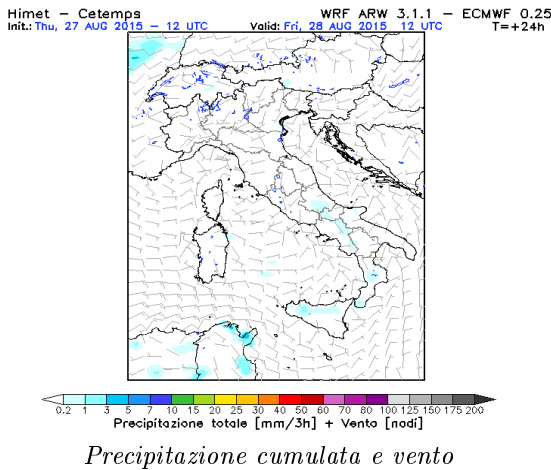 Himet – Cetemps WRF ARW 3.1.1 – ECMWF 0.25
Init.: Thu, 27 AUG 2015 – 12 UTC Valid: Fri, 28 AUG 2015 12 UTC T=+24h
0.2 1 3 5 7 10 15 20 25 30 40 50 60 70 80 90 100 125 150 175 200
Precipitazione totale [mm/3h] + Vento [nodi]
Precipitazione cumulata e vento